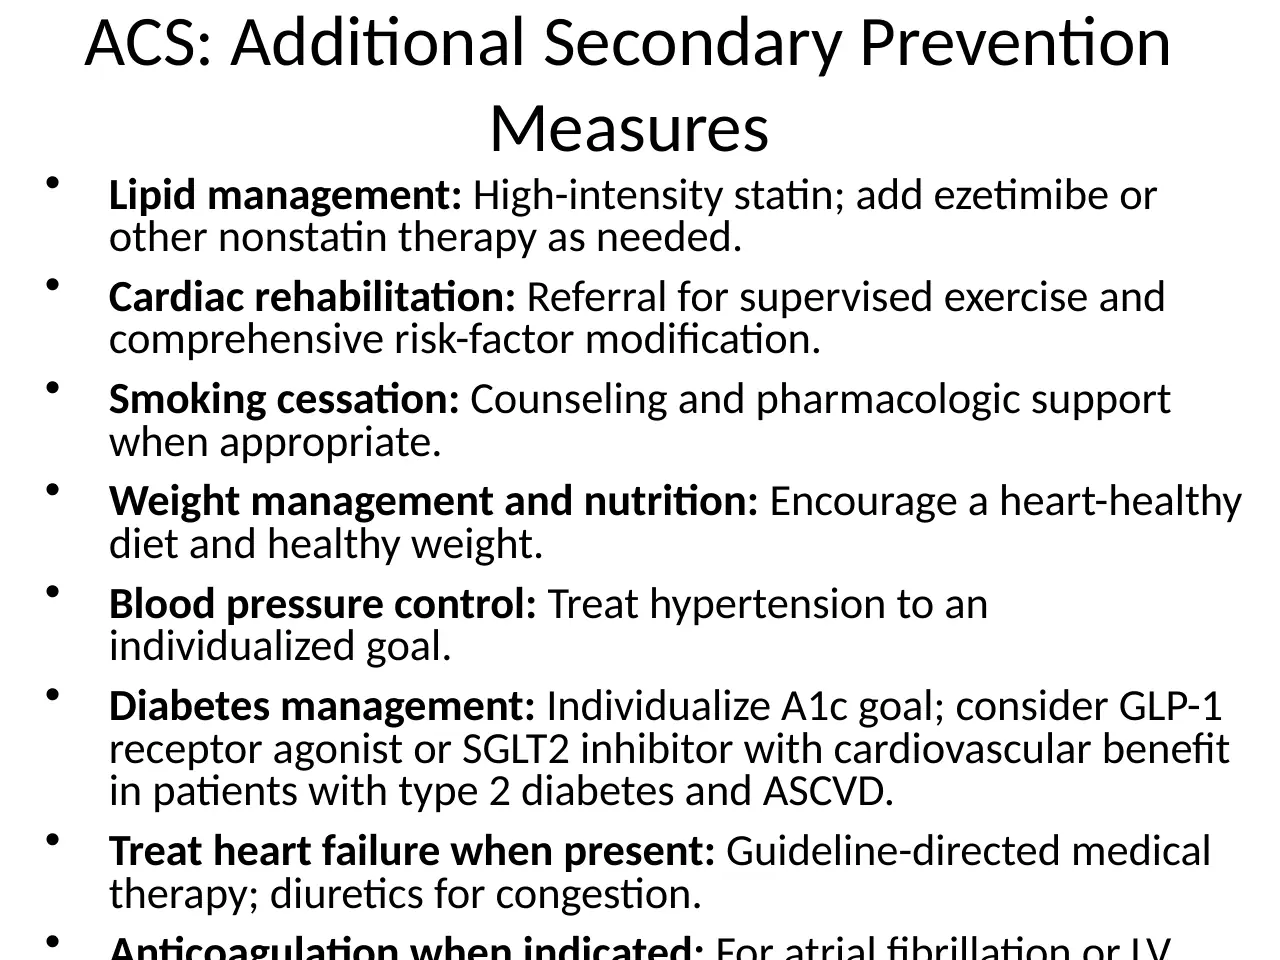 ACS: Additional Secondary Prevention
Measures
• Lipid management: High-intensity statin; add ezetimibe or
other nonstatin therapy as needed.
• Cardiac rehabilitation: Referral for supervised exercise and
comprehensive risk-factor modification.
• Smoking cessation: Counseling and pharmacologic support
when appropriate.
• Weight management and nutrition: Encourage a heart-healthy
diet and healthy weight.
• Blood pressure control: Treat hypertension to an
individualized goal.
• Diabetes management: Individualize A1c goal; consider GLP-1
receptor agonist or SGLT2 inhibitor with cardiovascular benefit
in patients with type 2 diabetes and ASCVD.
• Treat heart failure when present: Guideline-directed medical
therapy; diuretics for congestion.
• Anticoagulation when indicated: For atrial fibrillation or LV